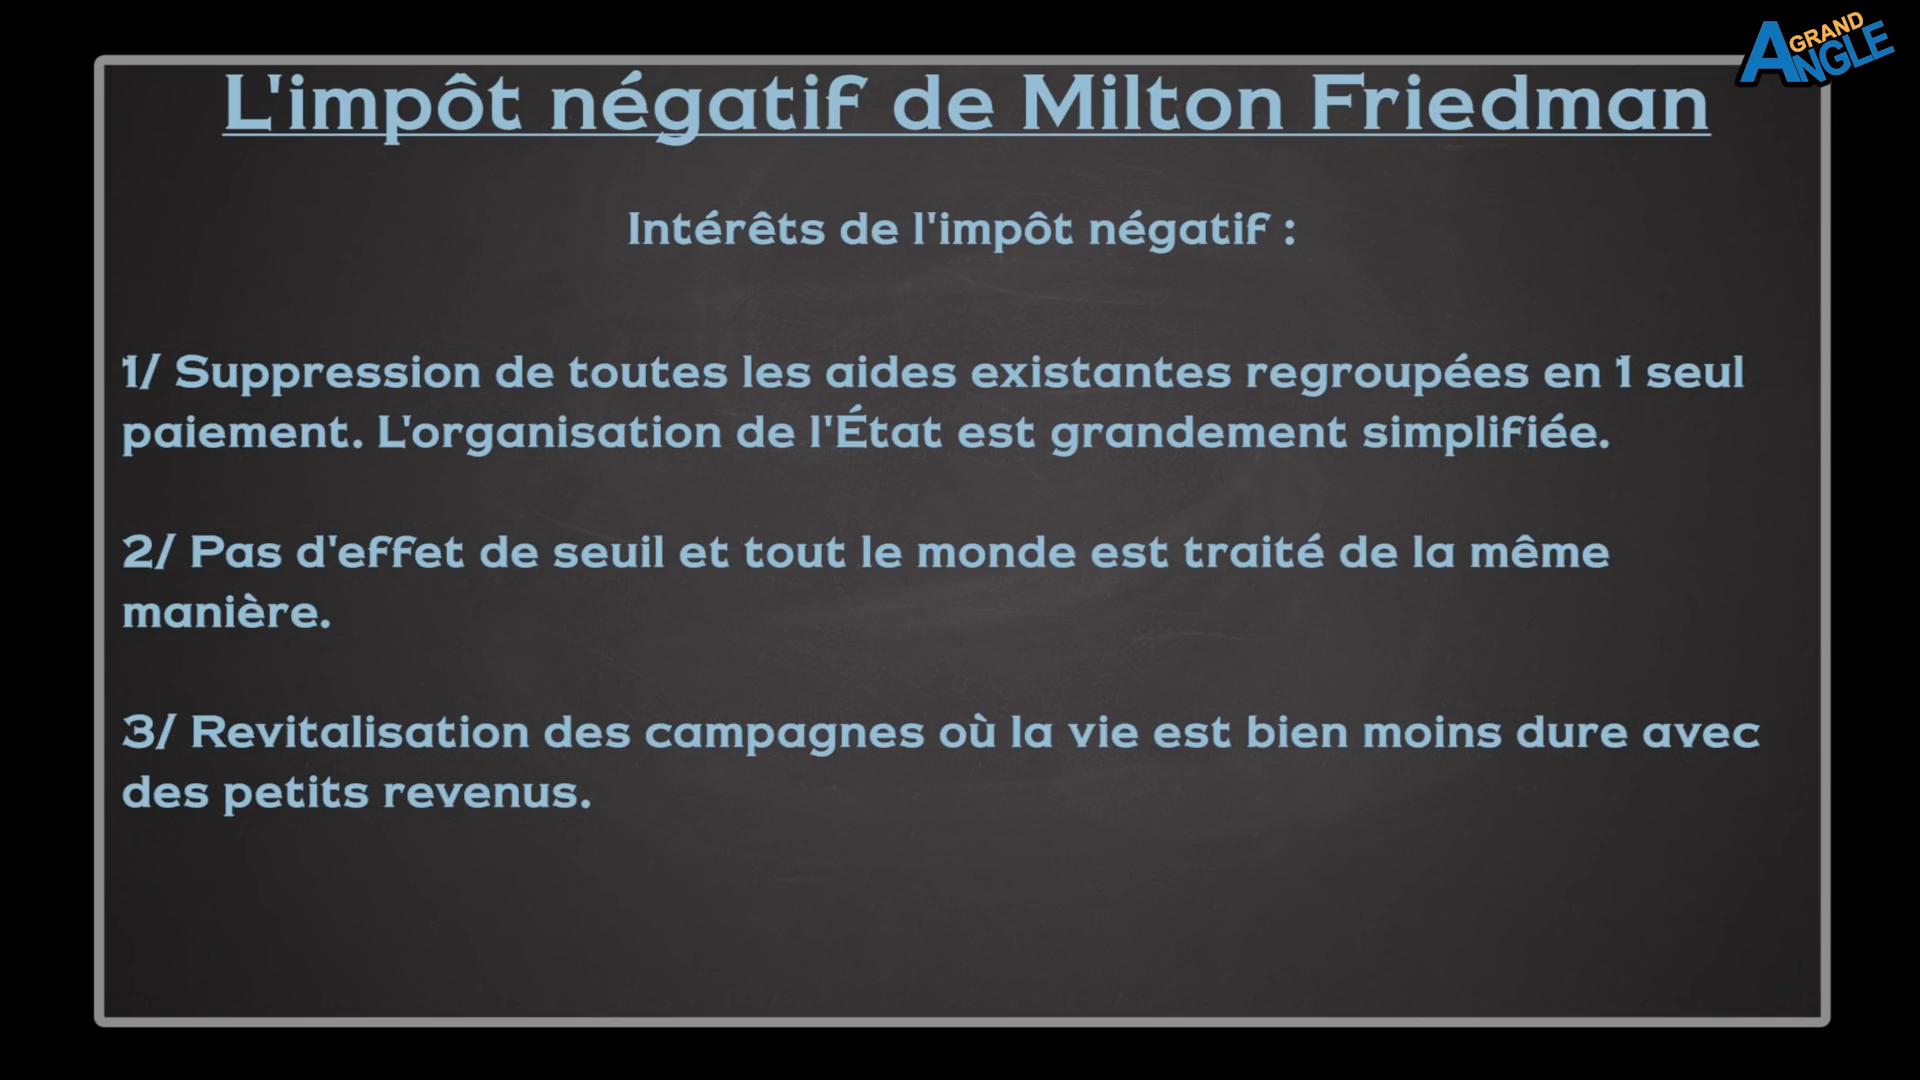 GRAND
ANGLE
L'impôt négatif de Milton Friedman
Intérêts de l'impôt négatif :
1/ Suppression de toutes les aides existantes regroupées en 1 seul
paiement. L'organisation de l'État est grandement simplifiée.
2/ Pas d'effet de seuil et tout le monde est traité de la même
manière.
3/ Revitalisation des campagnes où la vie est bien moins dure avec
des petits revenus.